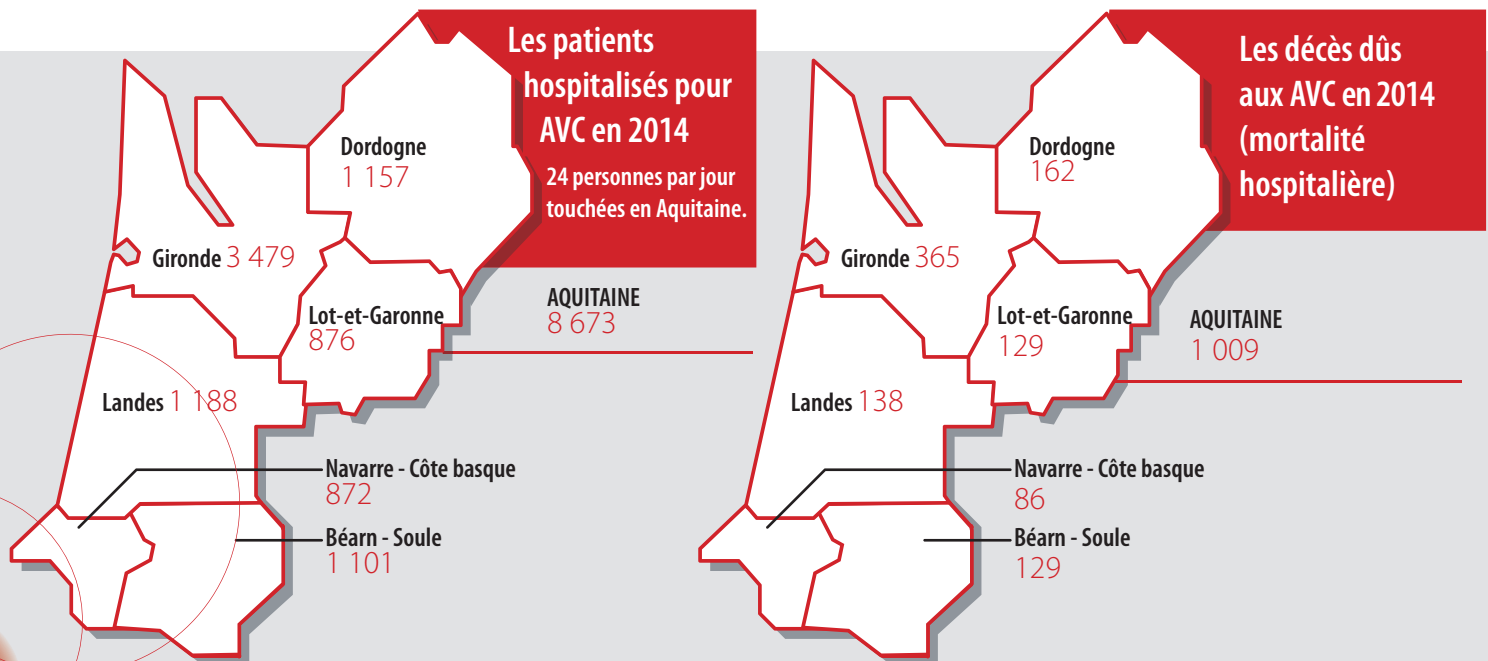 Les patients
hospitalisés pour
AVC en 2014
24 personnes par jour
touchées en Aquitaine.
Dordogne
1 157
Gironde 3 479
Lot-et-Garonne
876
AQUITAINE
8 673
Landes 1 188
Navarre - Côte basque
872
Béarn - Soule
1 101
Les décès dûs
aux AVC en 2014
(mortalité
hospitalière)
Dordogne
162
Gironde 365
Lot-et-Garonne
129
AQUITAINE
1 009
Landes 138
Navarre - Côte basque
86
Béarn - Soule
129